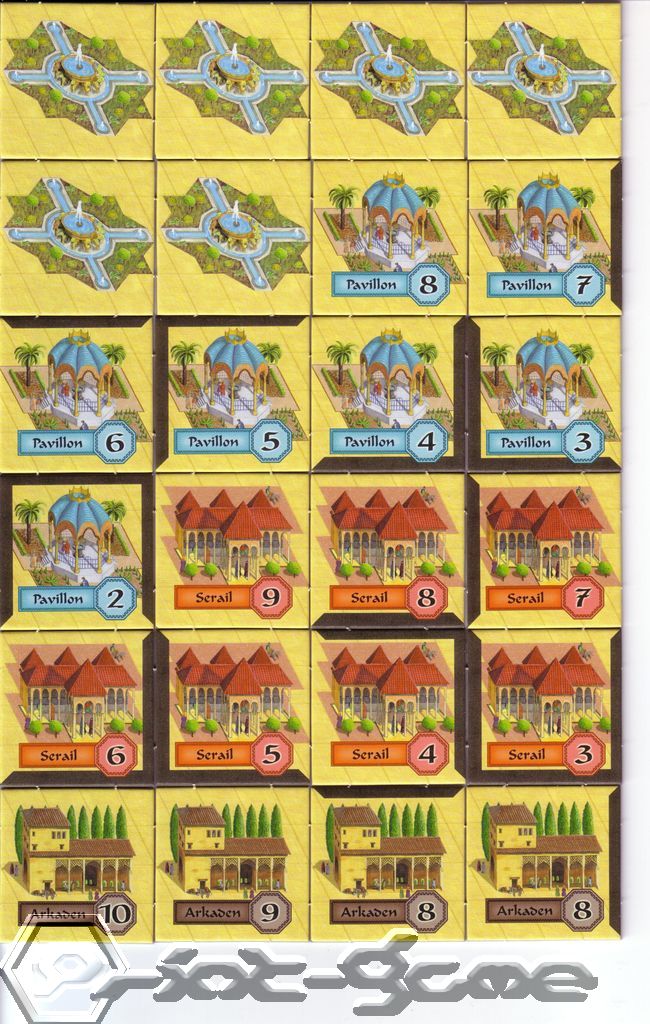 Pavillon 8
Pavillon 7
Pavillon 6
Pavillon 5
Pavillon 4
Pavillon 3
Pavillon 2
Serail 9
Serail 8
Serail 7
Serail 6
Serail 5
Serail 4
Serail 3
Arkaden 10
Arkaden 9
Arkaden 8
Arkaden 8